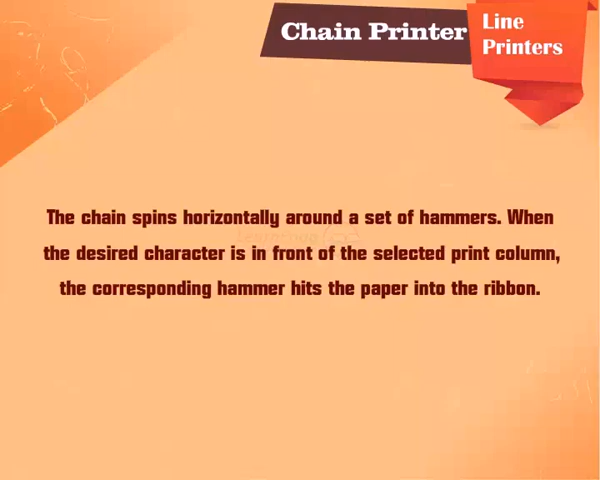 Chain Printer
Line
Printers
The chain spins horizontally around a set of hammers. When
the desired character is in front of the selected print column,
the corresponding hammer hits the paper into the ribbon.